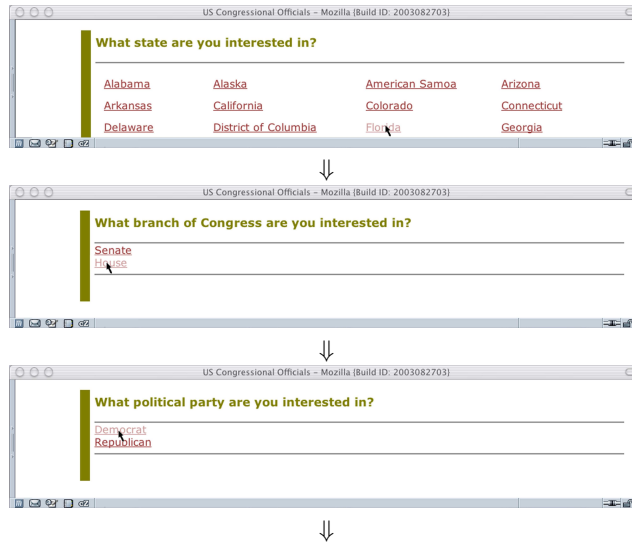 US Congressional Officials – Mozilla {Build ID: 2003082703}
What state are you interested in?
Alabama Alaska American Samoa Arizona
Arkansas California Colorado Connecticut
Delaware District of Columbia Florida Georgia
⇓
US Congressional Officials – Mozilla {Build ID: 2003082703}
What branch of Congress are you interested in?
Senate
House
⇓
US Congressional Officials – Mozilla {Build ID: 2003082703}
What political party are you interested in?
Democrat
Republican
⇓